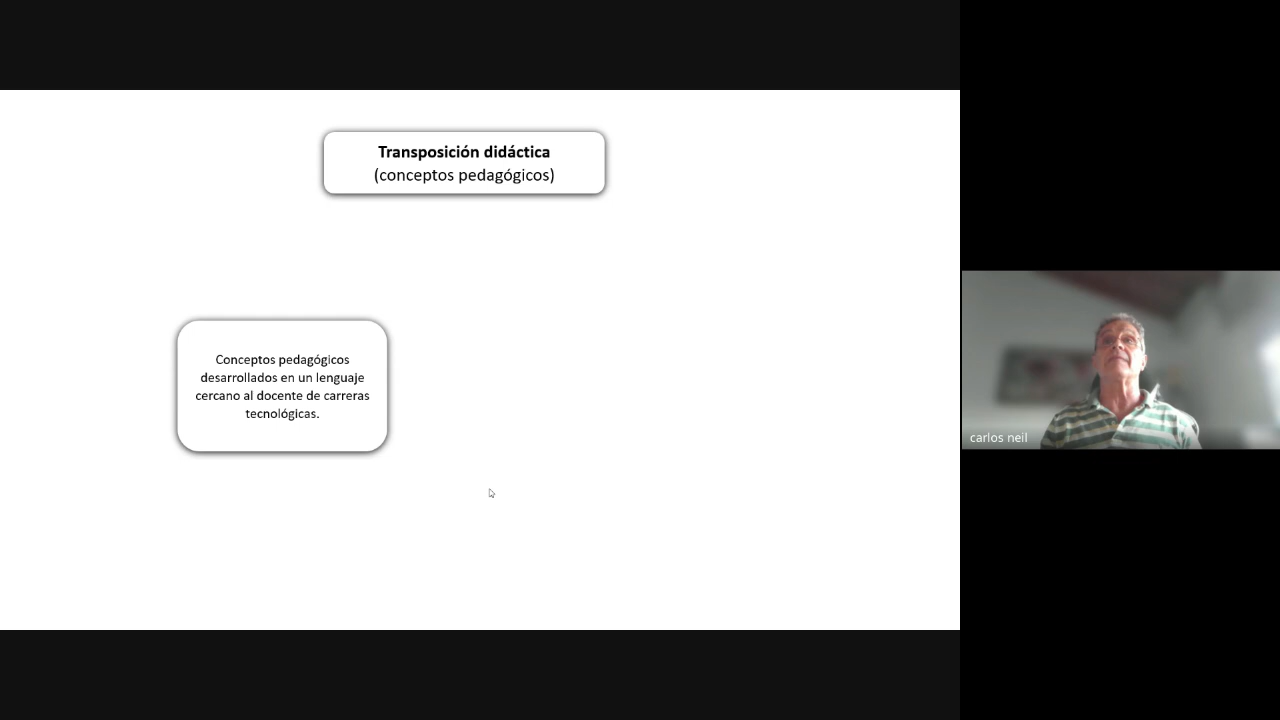 Transposición didáctica
(conceptos pedagógicos)
Conceptos pedagógicos
desarrollados en un lenguaje
cercano al docente de carreras
tecnológicas.
carlos neil